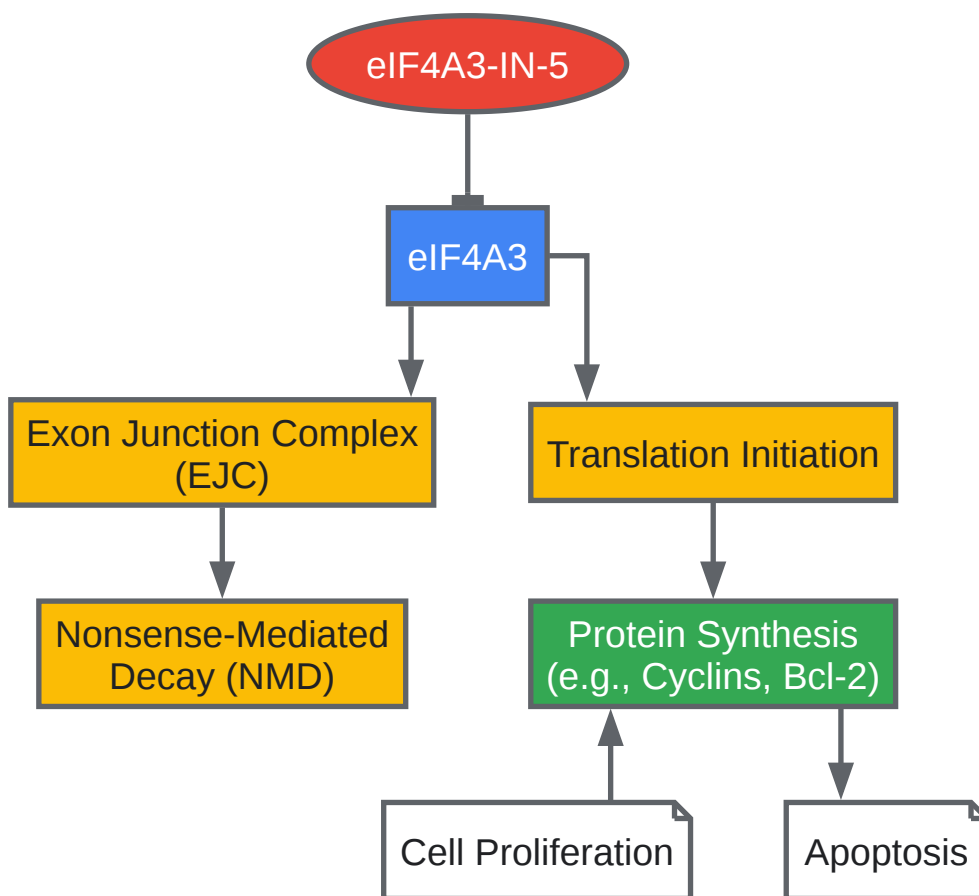 eIF4A3-IN-5
eIF4A3
Exon Junction Complex
(EJC)
Translation Initiation
Nonsense-Mediated
Decay (NMD)
Protein Synthesis
(e.g., Cyclins, Bcl-2)
Cell Proliferation
Apoptosis